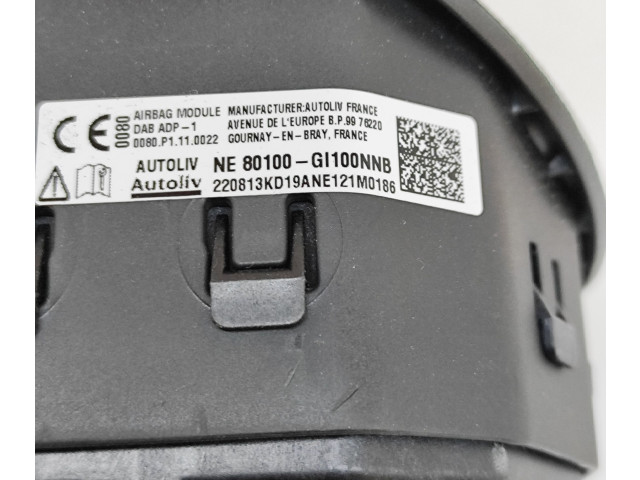 CE 0080
AIRBAG MODULE
DAB ADP-1
0080.P1.11.0022
MANUFACTURER:AUTOLIV FRANCE
AVENUE DE L'EUROPE B.P.99 76220
GOURNAY-EN-BRAY, FRANCE
AUTOLIV
Autoliv
NE 80100-GI100NNB
220813KD19ANE121M0186